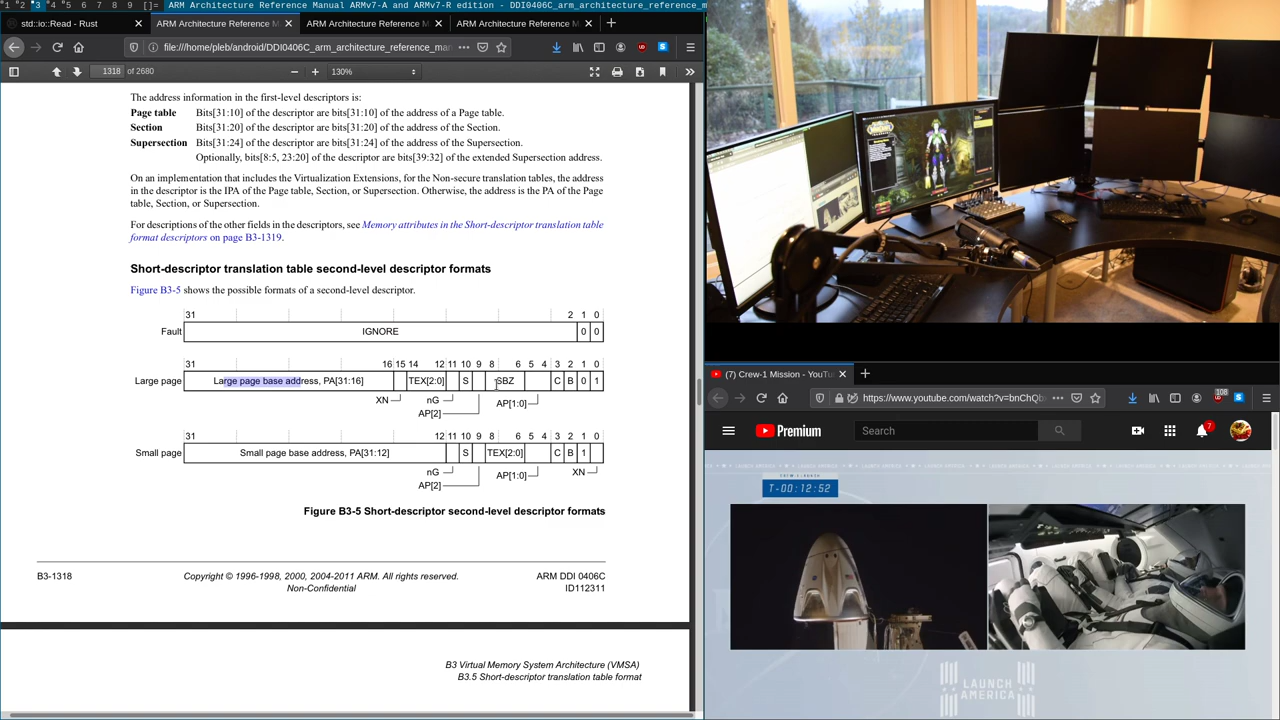 1 2 3 4 5 6 7 8 9 []= ARM Architecture Reference Manual ARMv7-A and ARMv7-R edition - DDI0406C_arm_architecture_reference_m
std::io::Read - Rust
ARM Architecture Reference M
ARM Architecture Reference M
ARM Architecture Reference M
file:///home/pleb/android/DDI0406C_arm_architecture_reference_mar
1318 of 2680
130%
The address information in the first-level descriptors is:
Page table Bits[31:10] of the descriptor are bits[31:10] of the address of a Page table.
Section Bits[31:20] of the descriptor are bits[31:20] of the address of the Section.
Supersection Bits[31:24] of the descriptor are bits[31:24] of the address of the Supersection.
Optionally, bits[8:5, 23:20] of the descriptor are bits[39:32] of the extended Supersection address.
On an implementation that includes the Virtualization Extensions, for the Non-secure translation tables, the address
in the descriptor is the IPA of the Page table, Section, or Supersection. Otherwise, the address is the PA of the Page
table, Section, or Supersection.
For descriptions of the other fields in the descriptors, see Memory attributes in the Short-descriptor translation table
format descriptors on page B3-1319.
Short-descriptor translation table second-level descriptor formats
Figure B3-5 shows the possible formats of a second-level descriptor.
31 2 1 0
Fault IGNORE 0 0
31 16 15 14 12 11 10 9 8 6 5 4 3 2 1 0
Large page Large page base address, PA[31:16] TEX[2:0] S SBZ C B 0 1
XN nG AP[1:0]
AP[2]
31 12 11 10 9 8 6 5 4 3 2 1 0
Small page Small page base address, PA[31:12] S TEX[2:0] C B 1
nG AP[1:0] XN
AP[2]
Figure B3-5 Short-descriptor second-level descriptor formats
B3-1318 Copyright © 1996-1998, 2000, 2004-2011 ARM. All rights reserved. ARM DDI 0406C
Non-Confidential ID112311
B3 Virtual Memory System Architecture (VMSA)
B3.5 Short-descriptor translation table format
(7) Crew-1 Mission - YouTu
https://www.youtube.com/watch?v=bnChQb
108
Premium
Search
7
T-00:12:52
LAUNCH
AMERICA